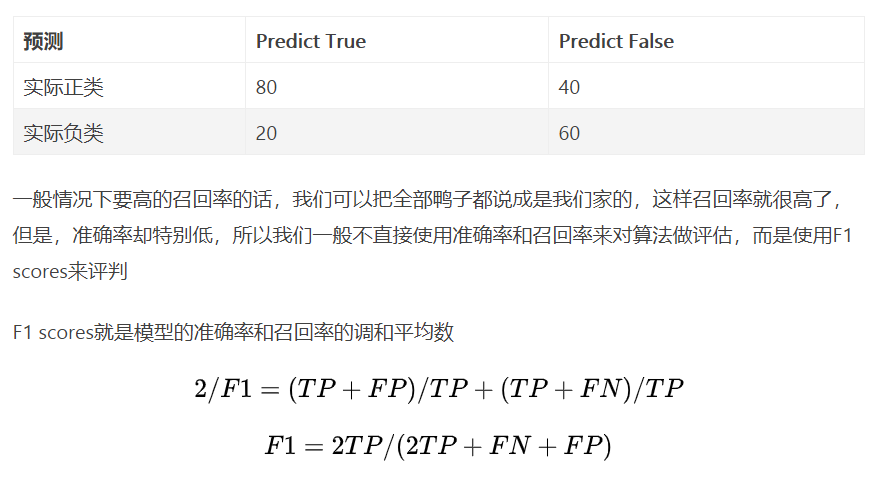 预测 Predict True Predict False
实际正类 80 40
实际负类 20 60
一般情况下要高的召回率的话，我们可以把全部鸭子都说成是我们家的，这样召回率就很高了，
但是，准确率却特别低，所以我们一般不直接使用准确率和召回率来对算法做评估，而是使用F1
scores来评判
F1 scores就是模型的准确率和召回率的调和平均数
2/F1 = (TP + FP)/TP + (TP + FN)/TP
F1 = 2TP/(2TP + FN + FP)